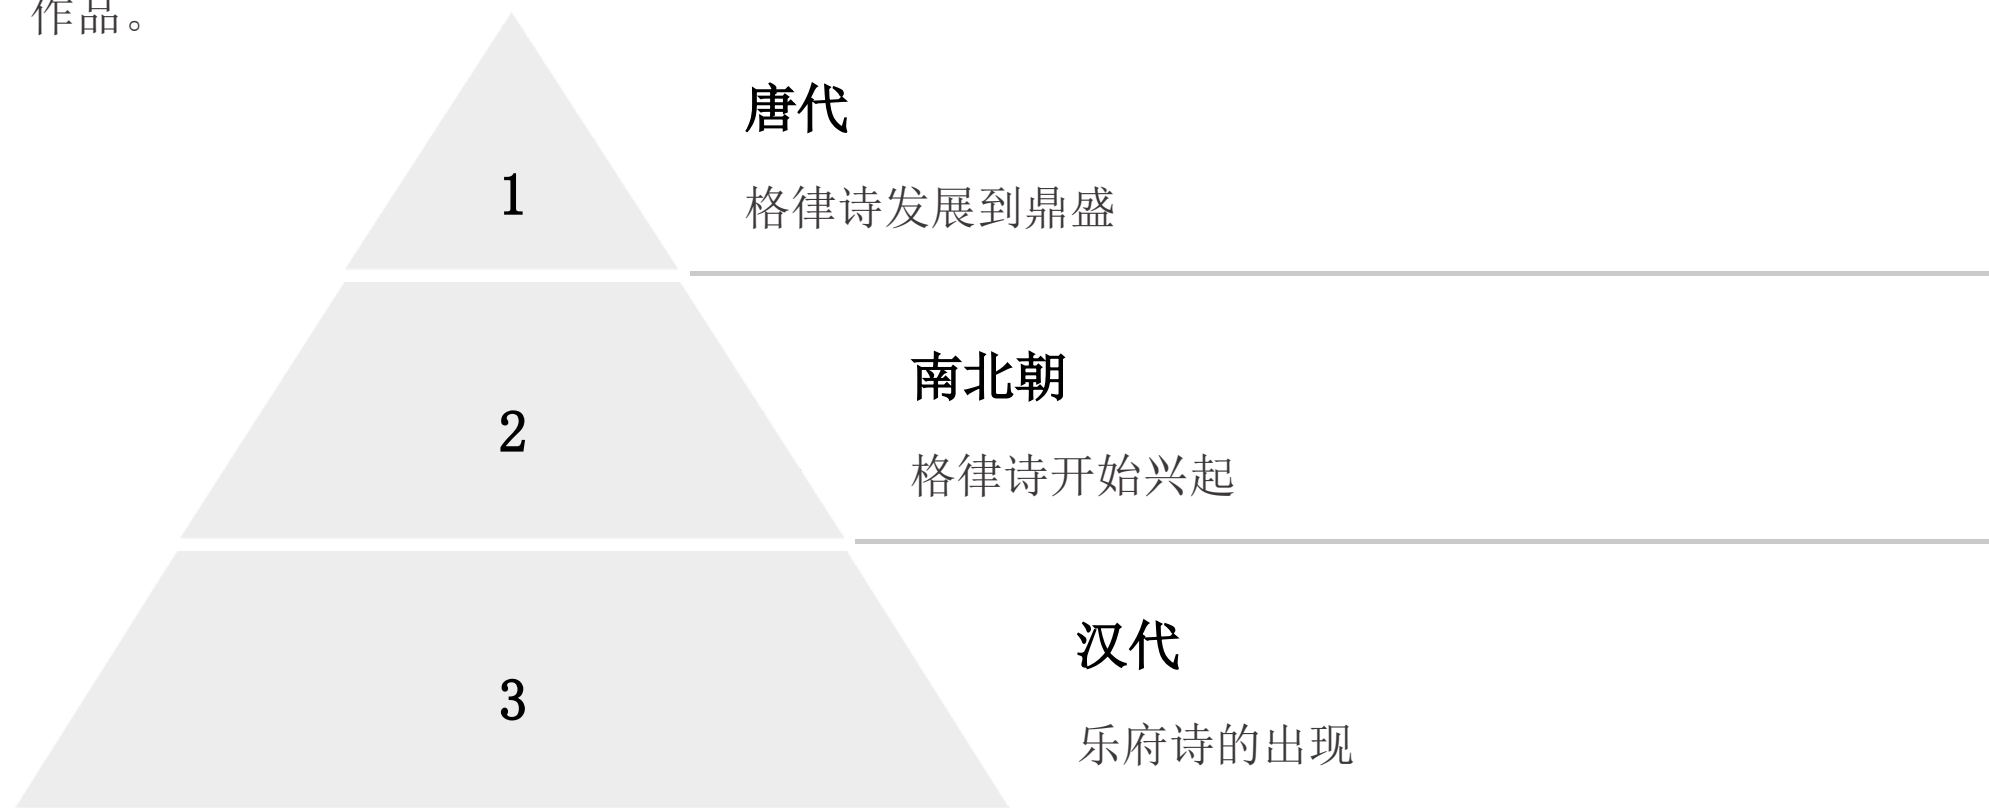 作品。
1
唐代
格律诗发展到鼎盛
2
南北朝
格律诗开始兴起
3
汉代
乐府诗的出现